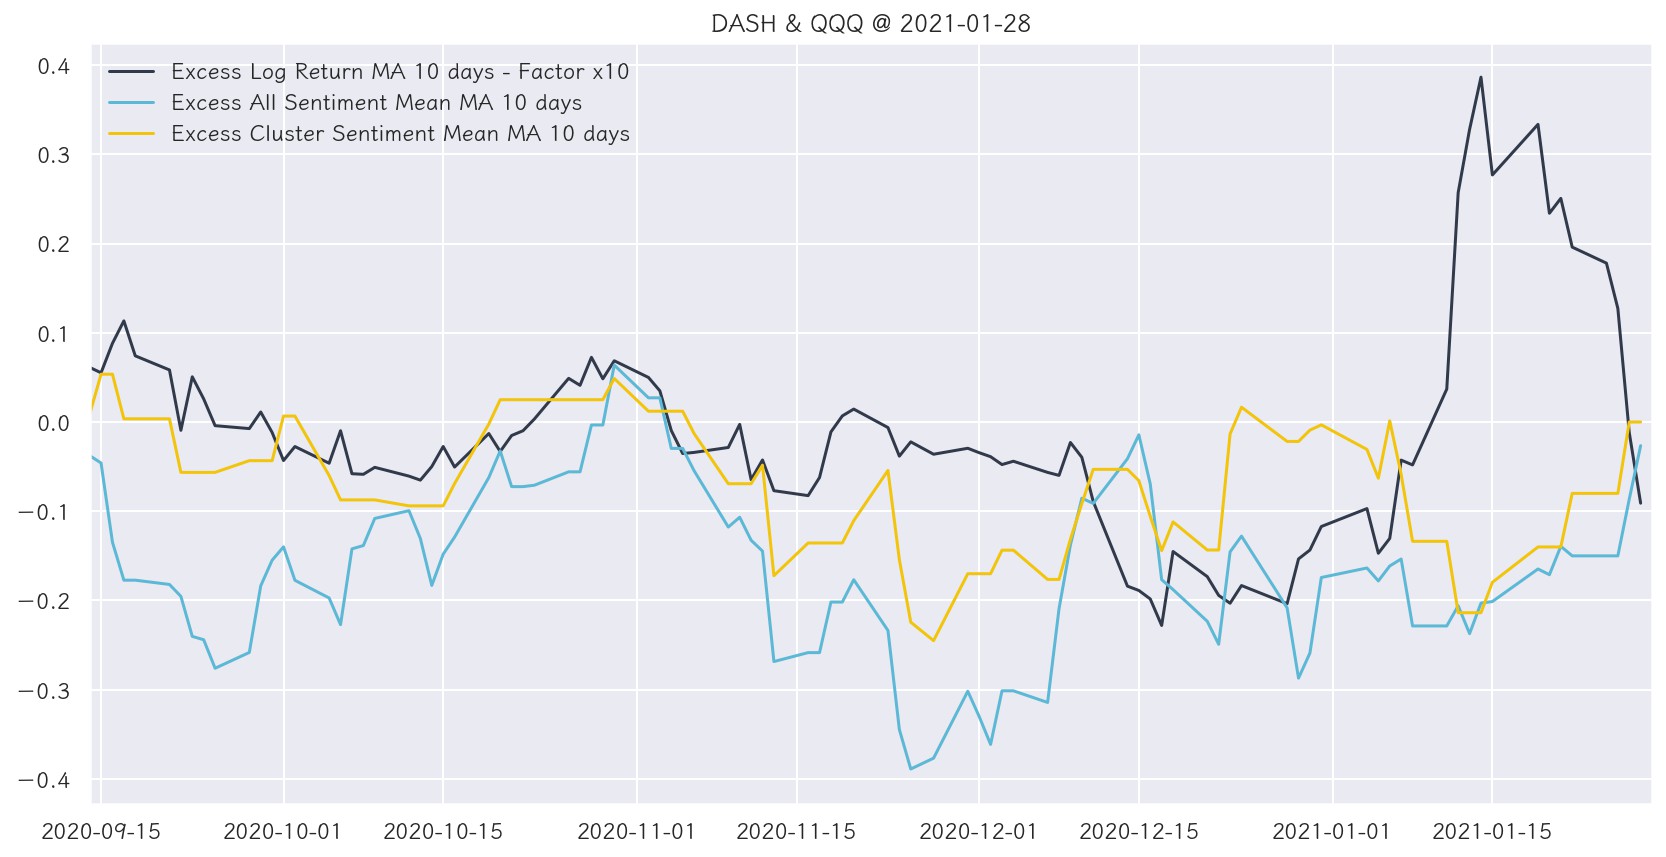 DASH & QQQ @ 2021-01-28
Excess Log Return MA 10 days - Factor x10
Excess All Sentiment Mean MA 10 days
Excess Cluster Sentiment Mean MA 10 days
0.4
0.3
0.2
0.1
0.0
−0.1
−0.2
−0.3
−0.4
2020-09-15 2020-10-01 2020-10-15 2020-11-01 2020-11-15 2020-12-01 2020-12-15 2021-01-01 2021-01-15